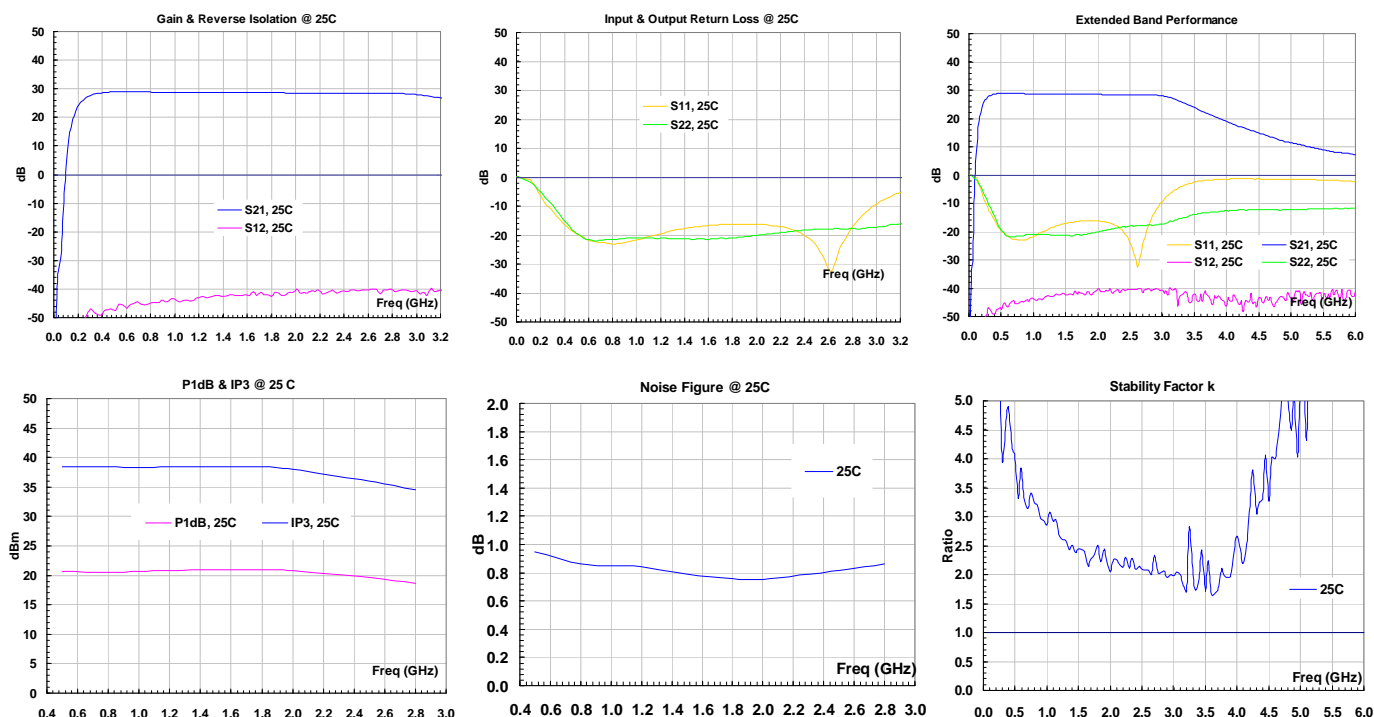 Gain & Reverse Isolation @ 25C
50
40
30
20
10
0
-10
-20
-30
-40
-50
dB
S21, 25C
S12, 25C
Freq (GHz)
0.0 0.2 0.4 0.6 0.8 1.0 1.2 1.4 1.6 1.8 2.0 2.2 2.4 2.6 2.8 3.0 3.2
Input & Output Return Loss @ 25C
50
40
30
20
10
0
-10
-20
-30
-40
-50
dB
S11, 25C
S22, 25C
Freq (GHz)
0.0 0.2 0.4 0.6 0.8 1.0 1.2 1.4 1.6 1.8 2.0 2.2 2.4 2.6 2.8 3.0 3.2
Extended Band Performance
50
40
30
20
10
0
-10
-20
-30
-40
-50
dB
S11, 25C S21, 25C
S12, 25C S22, 25C
Freq (GHz)
0.0 0.5 1.0 1.5 2.0 2.5 3.0 3.5 4.0 4.5 5.0 5.5 6.0
P1dB & IP3 @ 25 C
50
45
40
35
30
25
20
15
10
5
0
dBm
P1dB, 25C IP3, 25C
Freq (GHz)
0.4 0.6 0.8 1.0 1.2 1.4 1.6 1.8 2.0 2.2 2.4 2.6 2.8 3.0
Noise Figure @ 25C
2.0
1.8
1.6
1.4
1.2
1.0
0.8
0.6
0.4
0.2
0.0
dB
25C
Freq (GHz)
0.4 0.6 0.8 1.0 1.2 1.4 1.6 1.8 2.0 2.2 2.4 2.6 2.8 3.0
Stability Factor k
5.0
4.5
4.0
3.5
3.0
2.5
2.0
1.5
1.0
0.5
0.0
Ratio
25C
Freq (GHz)
0.0 0.5 1.0 1.5 2.0 2.5 3.0 3.5 4.0 4.5 5.0 5.5 6.0